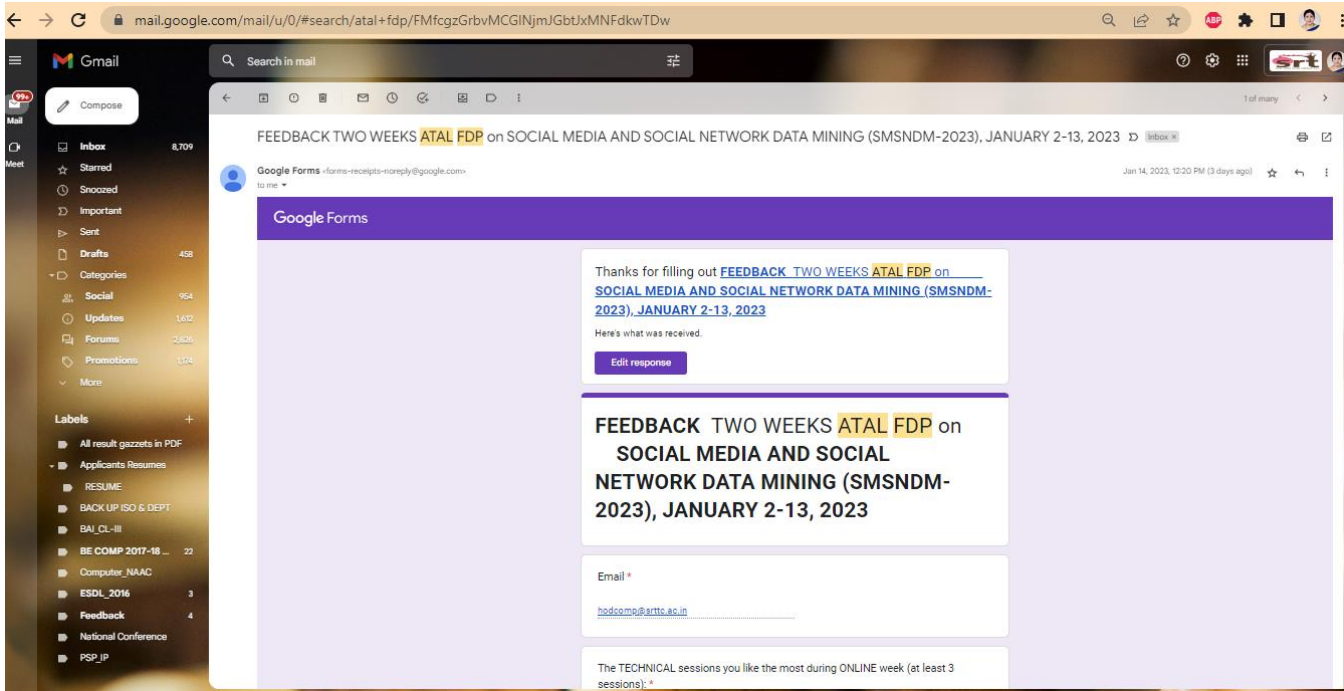 mail.google.com/mail/u/0/#search/atal+fdp/FMfcgzGrbvMCGlNjmJGbtJxMNFdkwTDw
ABP
Gmail
Search in mail
srt
99+
Mail
Meet
Compose
1 of many
Inbox 8,709
Starred
Snoozed
Important
Sent
Drafts 458
Categories
Social 954
Updates 1,612
Forums
Promotions 1,174
More
Labels +
All result gazzets in PDF
Applicants Resumes
RESUME
BACK UP ISO & DEPT
BAI_CL-III
BE COMP 2017-18 ... 22
Computer_NAAC
ESDL_2016 3
Feedback 4
National Conference
PSP_IP
FEEDBACK TWO WEEKS ATAL FDP on SOCIAL MEDIA AND SOCIAL NETWORK DATA MINING (SMSNDM-2023), JANUARY 2-13, 2023 Inbox ×
Google Forms <forms-receipts-noreply@google.com> Jan 14, 2023, 12:20 PM (3 days ago)
to me
Google Forms
Thanks for filling out FEEDBACK TWO WEEKS ATAL FDP on
SOCIAL MEDIA AND SOCIAL NETWORK DATA MINING (SMSNDM-
2023), JANUARY 2-13, 2023
Here's what was received.
Edit response
FEEDBACK TWO WEEKS ATAL FDP on
SOCIAL MEDIA AND SOCIAL
NETWORK DATA MINING (SMSNDM-
2023), JANUARY 2-13, 2023
Email *
hodcomp@srttc.ac.in
The TECHNICAL sessions you like the most during ONLINE week (at least 3
sessions): *